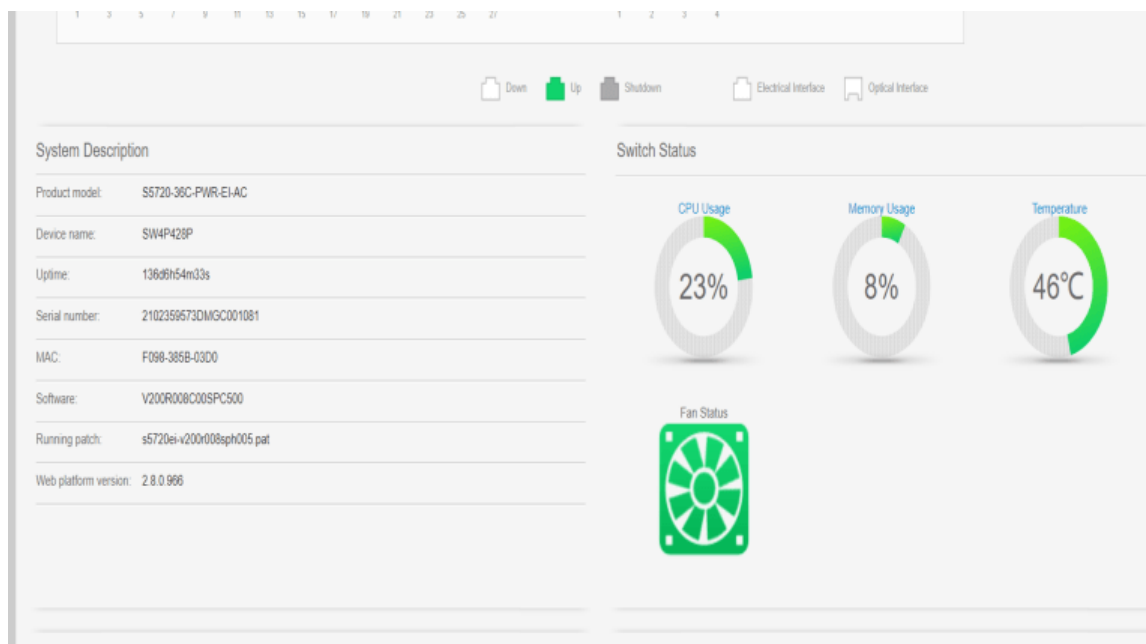 1 3 5 7 9 11 13 15 17 19 21 23 25 27 1 2 3 4
Down Up Shutdown Electrical Interface Optical Interface
System Description
Product model: S5720-36C-PWR-EI-AC
Device name: SW4P428P
Uptime: 136d6h54m33s
Serial number: 2102359573DMGC001081
MAC: F098-385B-03D0
Software: V200R008C00SPC500
Running patch: s5720ei-v200r008sph005.pat
Web platform version: 2.8.0.966
Switch Status
CPU Usage Memory Usage Temperature
23% 8% 46°C
Fan Status